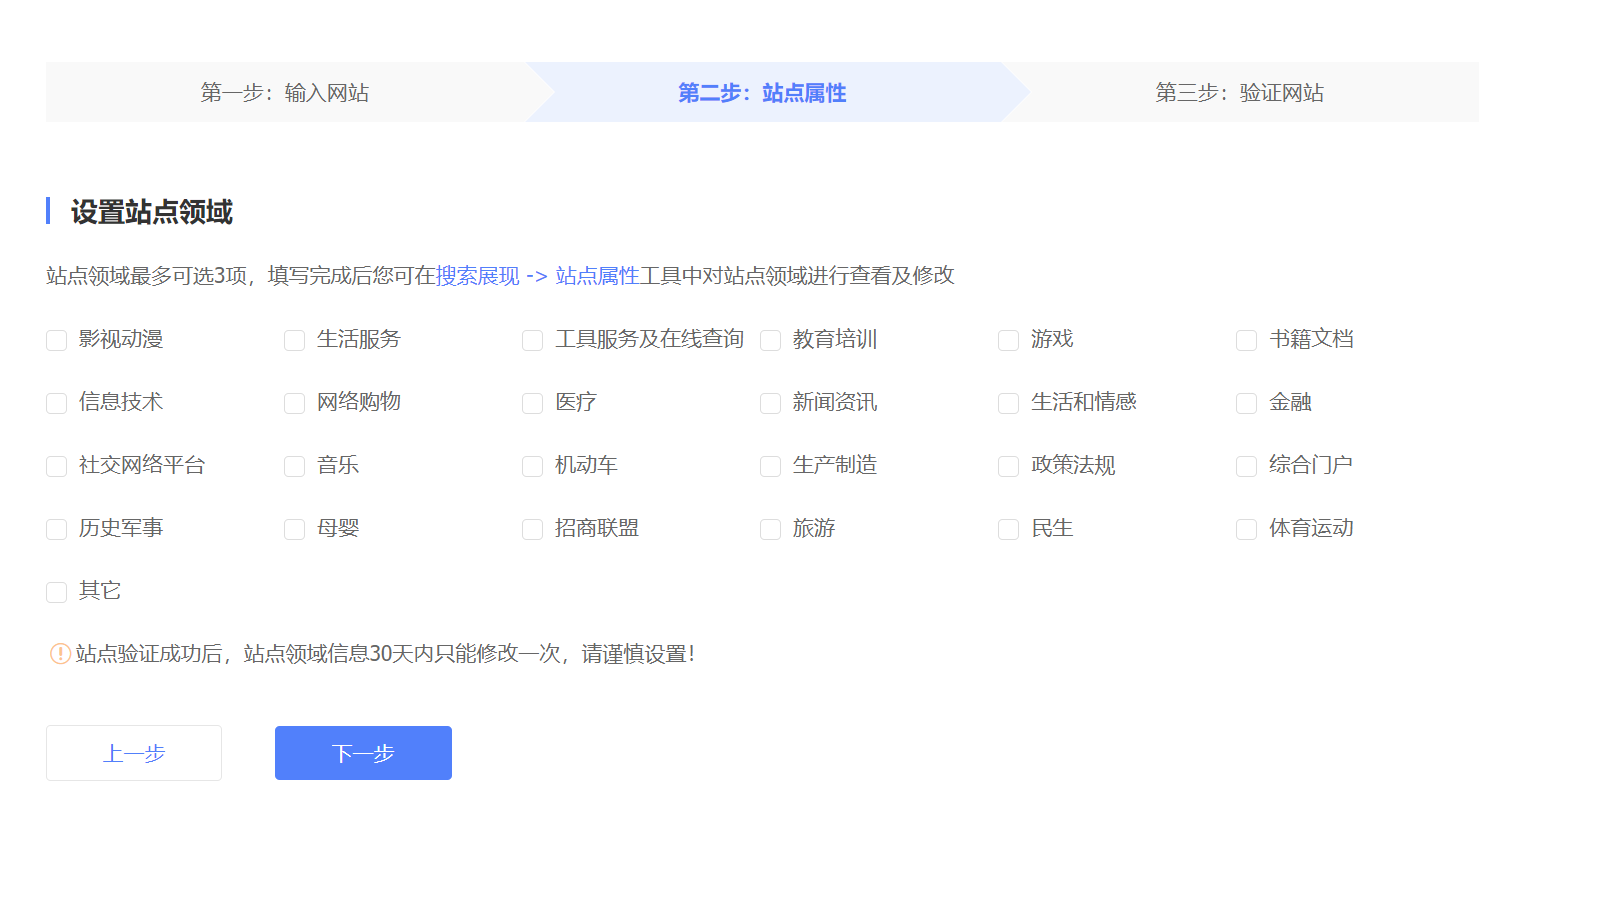 第一步：输入网站 第二步：站点属性 第三步：验证网站
设置站点领域
站点领域最多可选3项，填写完成后您可在搜索展现 -> 站点属性工具中对站点领域进行查看及修改
影视动漫 生活服务 工具服务及在线查询 教育培训 游戏 书籍文档
信息技术 网络购物 医疗 新闻资讯 生活和情感 金融
社交网络平台 音乐 机动车 生产制造 政策法规 综合门户
历史军事 母婴 招商联盟 旅游 民生 体育运动
其它
站点验证成功后，站点领域信息30天内只能修改一次，请谨慎设置！
上一步 下一步